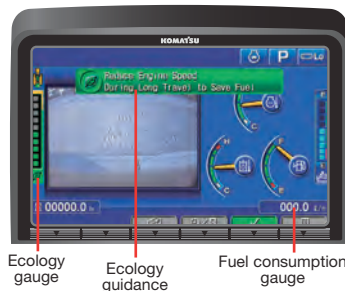 KOMATSU
P
Lo
Reduce Engine Speed
During Long Travel to Save Fuel
H
C
H
C
F
E
00000.0 h
000.0 ℓ/h
Ecology gauge
Ecology guidance
Fuel consumption gauge